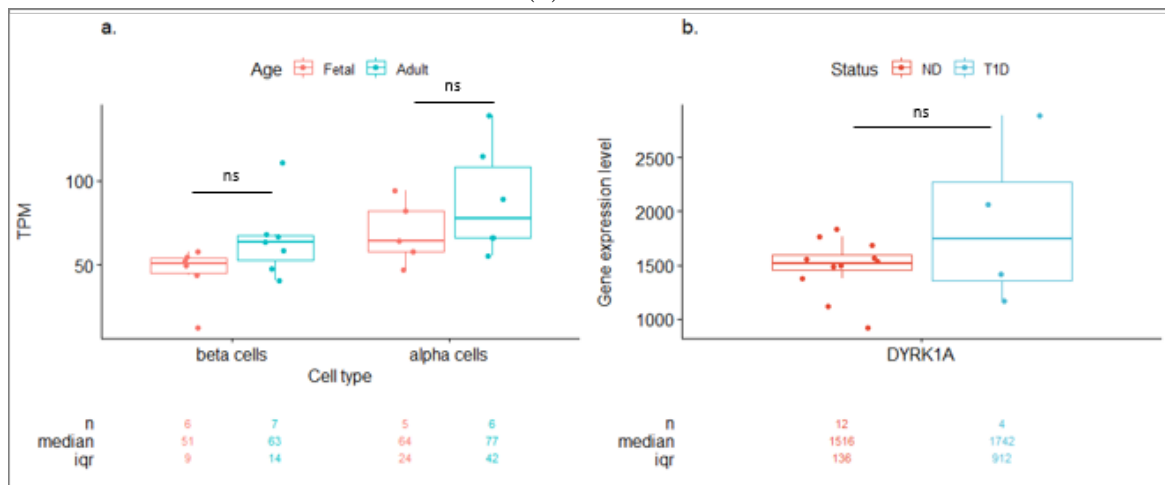 a.
Age Fetal Adult
ns
ns
TPM
100
50
beta cells alpha cells
Cell type
n 6 7 5 6
median 51 63 64 77
iqr 9 14 24 42
b.
Status ND T1D
ns
Gene expression level
2500
2000
1500
1000
DYRK1A
12 4
1516 1742
136 912